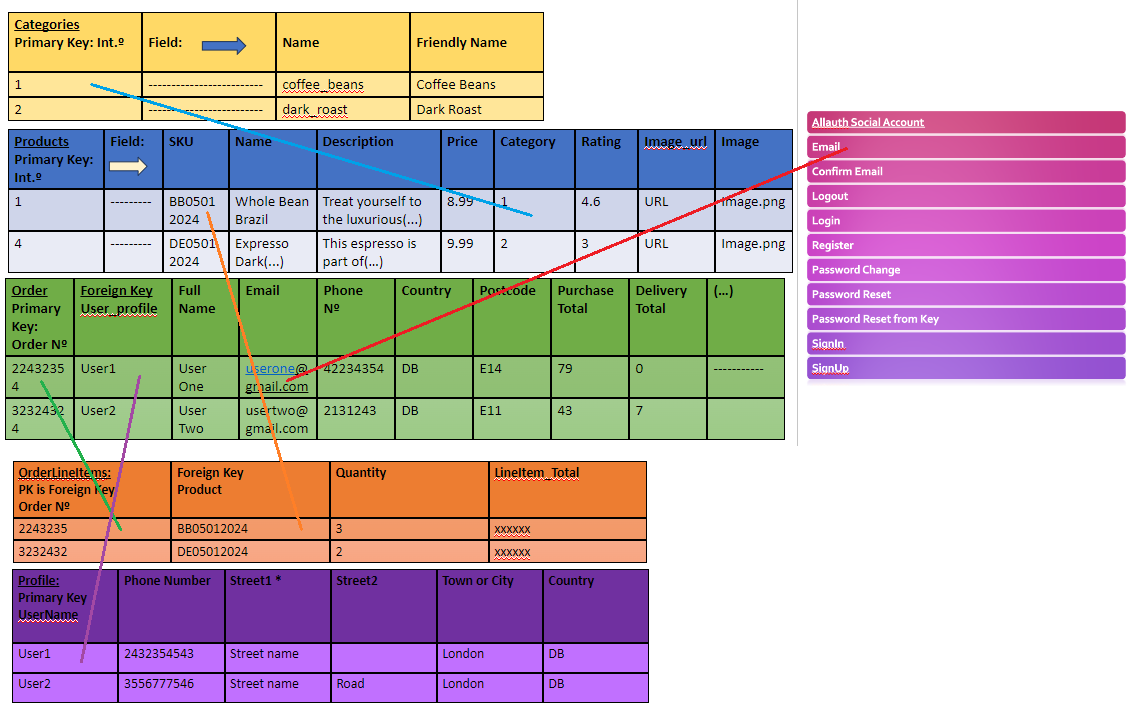 Categories
Primary Key: Int.º
Field:
Name
Friendly Name
1
-------------------------
coffee_beans
Coffee Beans
2
-------------------------
dark_roast
Dark Roast
Products
Primary Key:
Int.º
Field:
SKU
Name
Description
Price
Category
Rating
Image_url
Image
1
---------
BB0501
2024
Whole Bean
Brazil
Treat yourself to
the luxurious(...)
8.99
1
4.6
URL
Image.png
4
---------
DE0501
2024
Expresso
Dark(...)
This espresso is
part of(...)
9.99
2
3
URL
Image.png
Order
Primary
Key:
Order Nº
Foreign Key
User_profile
Full
Name
Email
Phone
Nº
Country
Postcode
Purchase
Total
Delivery
Total
(...)
2243235
4
User1
User
One
userone@
gmail.com
42234354
DB
E14
79
0
-----------
3232432
4
User2
User
Two
usertwo@
gmail.com
2131243
DB
E11
43
7
OrderLineItems:
PK is Foreign Key
Order Nº
Foreign Key
Product
Quantity
LineItem_Total
2243235
BB05012024
3
xxxxxx
3232432
DE05012024
2
xxxxxx
Profile:
Primary Key
UserName
Phone Number
Street1 *
Street2
Town or City
Country
User1
2432354543
Street name
London
DB
User2
3556777546
Street name
Road
London
DB
Allauth Social Account
Email
Confirm Email
Logout
Login
Register
Password Change
Password Reset
Password Reset from Key
SignIn
SignUp